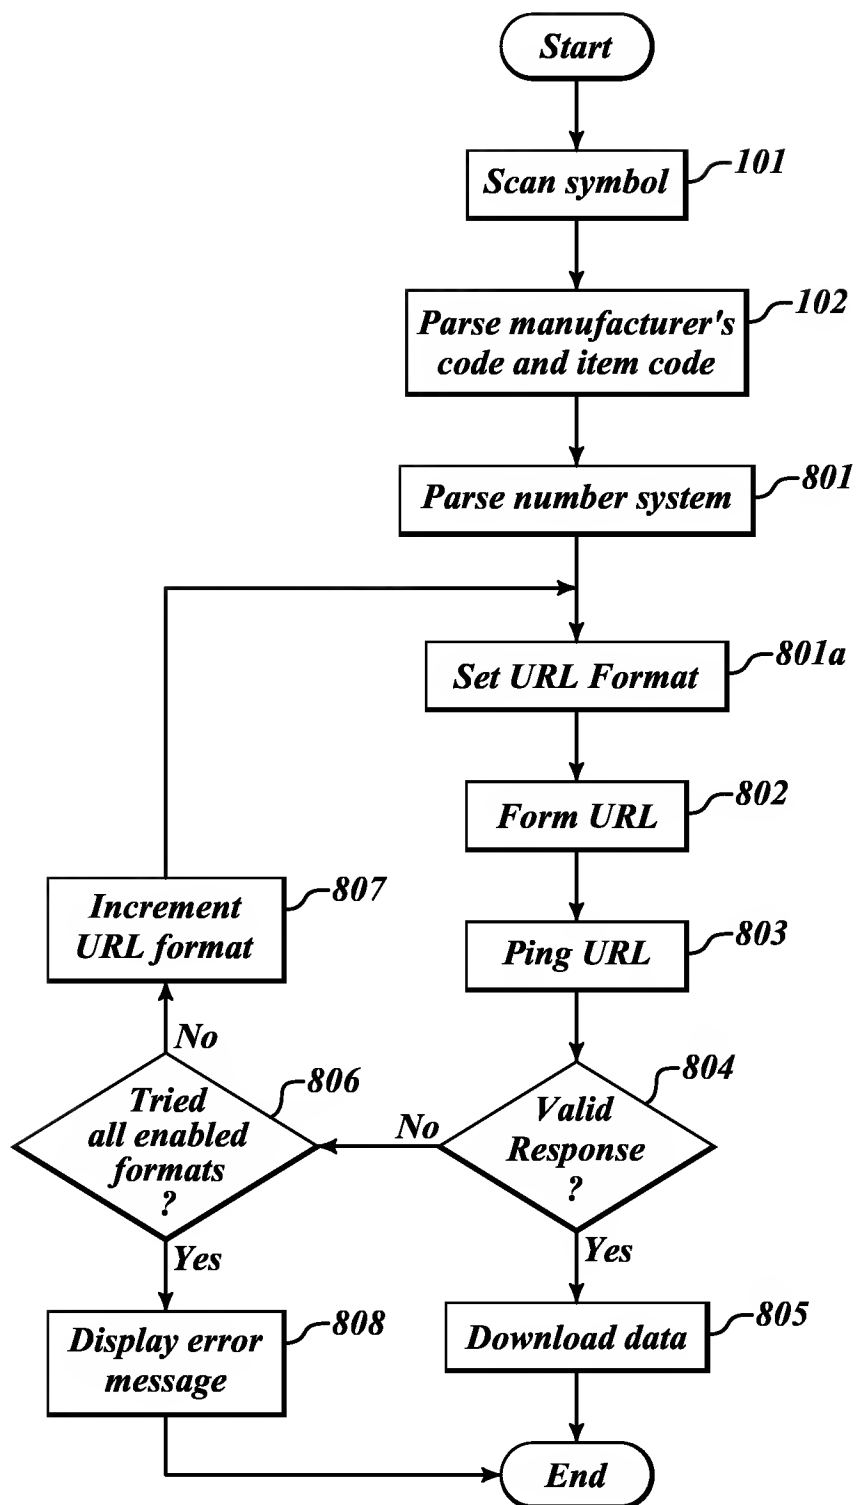 Start
Scan symbol
101
Parse manufacturer's
code and item code
102
Parse number system
801
Set URL Format
801a
Form URL
802
Ping URL
803
Valid
Response
?
804
No
Yes
Tried
all enabled
formats
?
806
No
Increment
URL format
807
Yes
Display error
message
808
Download data
805
End